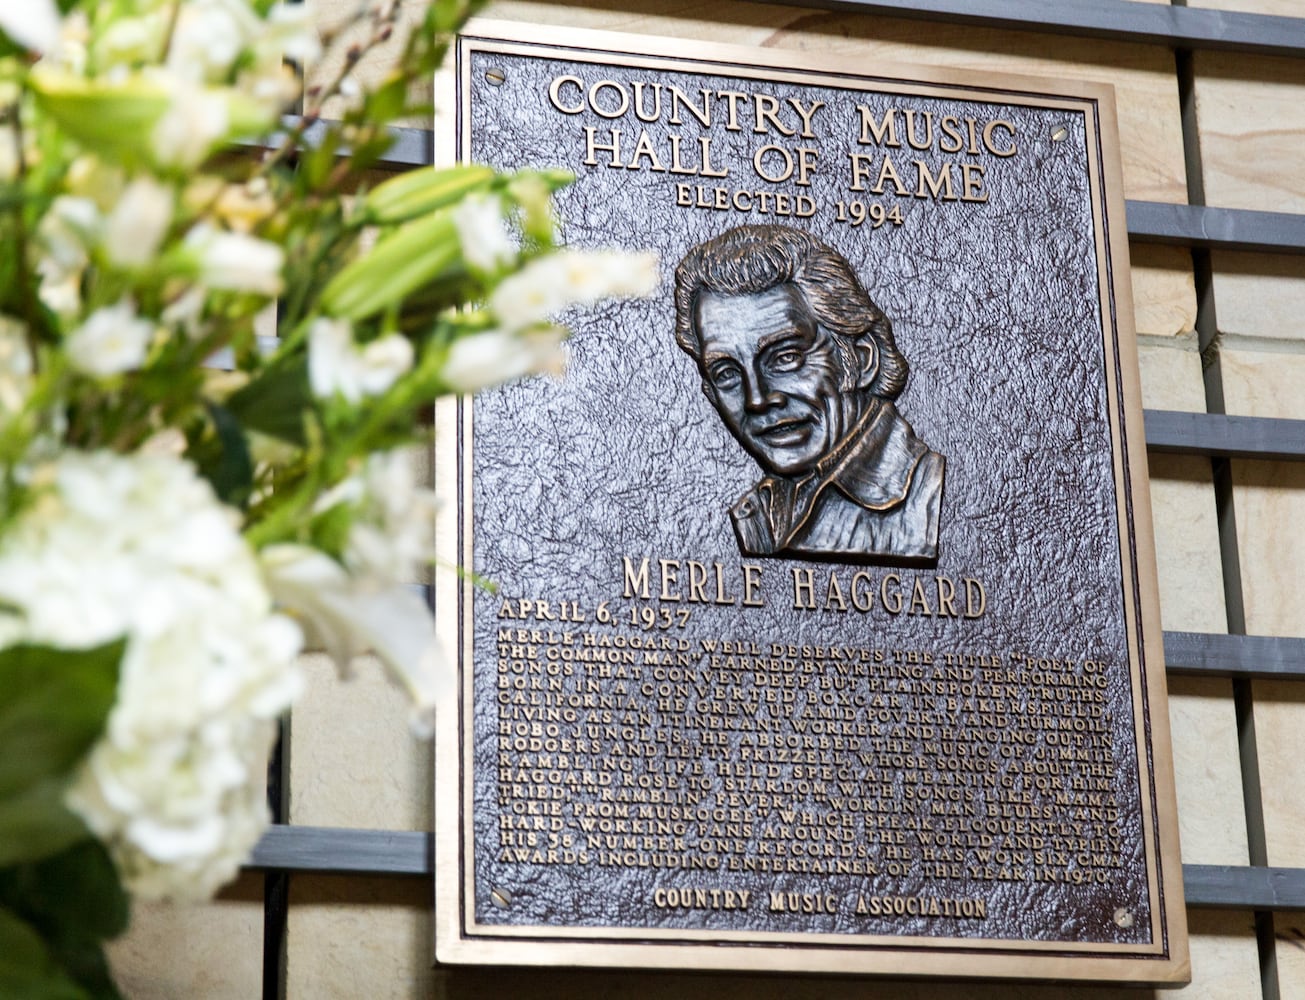 COUNTRY MUSIC
HALL OF FAME
ELECTED 1994
MERLE HAGGARD
APRIL 6, 1937
MERLE HAGGARD WELL DESERVES THE TITLE "POET OF
THE COMMON MAN" EARNED BY WRITING AND PERFORMING
SONGS THAT CONVEY DEEP BUT PLAINSPOKEN TRUTHS.
BORN IN A CONVERTED BOXCAR IN BAKERSFIELD,
CALIFORNIA, HE GREW UP AMID POVERTY AND TURMOIL.
LIVING AS AN ITINERANT WORKER AND HANGING OUT IN
HOBO JUNGLES, HE ABSORBED THE MUSIC OF JIMMIE
RODGERS AND LEFTY FRIZZELL, WHOSE SONGS ABOUT THE
RAMBLING LIFE HELD SPECIAL MEANING FOR HIM.
HAGGARD ROSE TO STARDOM WITH SONGS LIKE "MAMA
TRIED," "RAMBLIN' FEVER," "WORKIN' MAN BLUES" AND
"OKIE FROM MUSKOGEE," WHICH SPEAK ELOQUENTLY TO
HARD-WORKING FANS AROUND THE WORLD AND TYPIFY
HIS 38 NUMBER-ONE RECORDS. HE HAS WON SIX CMA
AWARDS INCLUDING ENTERTAINER OF THE YEAR IN 1970.
COUNTRY MUSIC ASSOCIATION